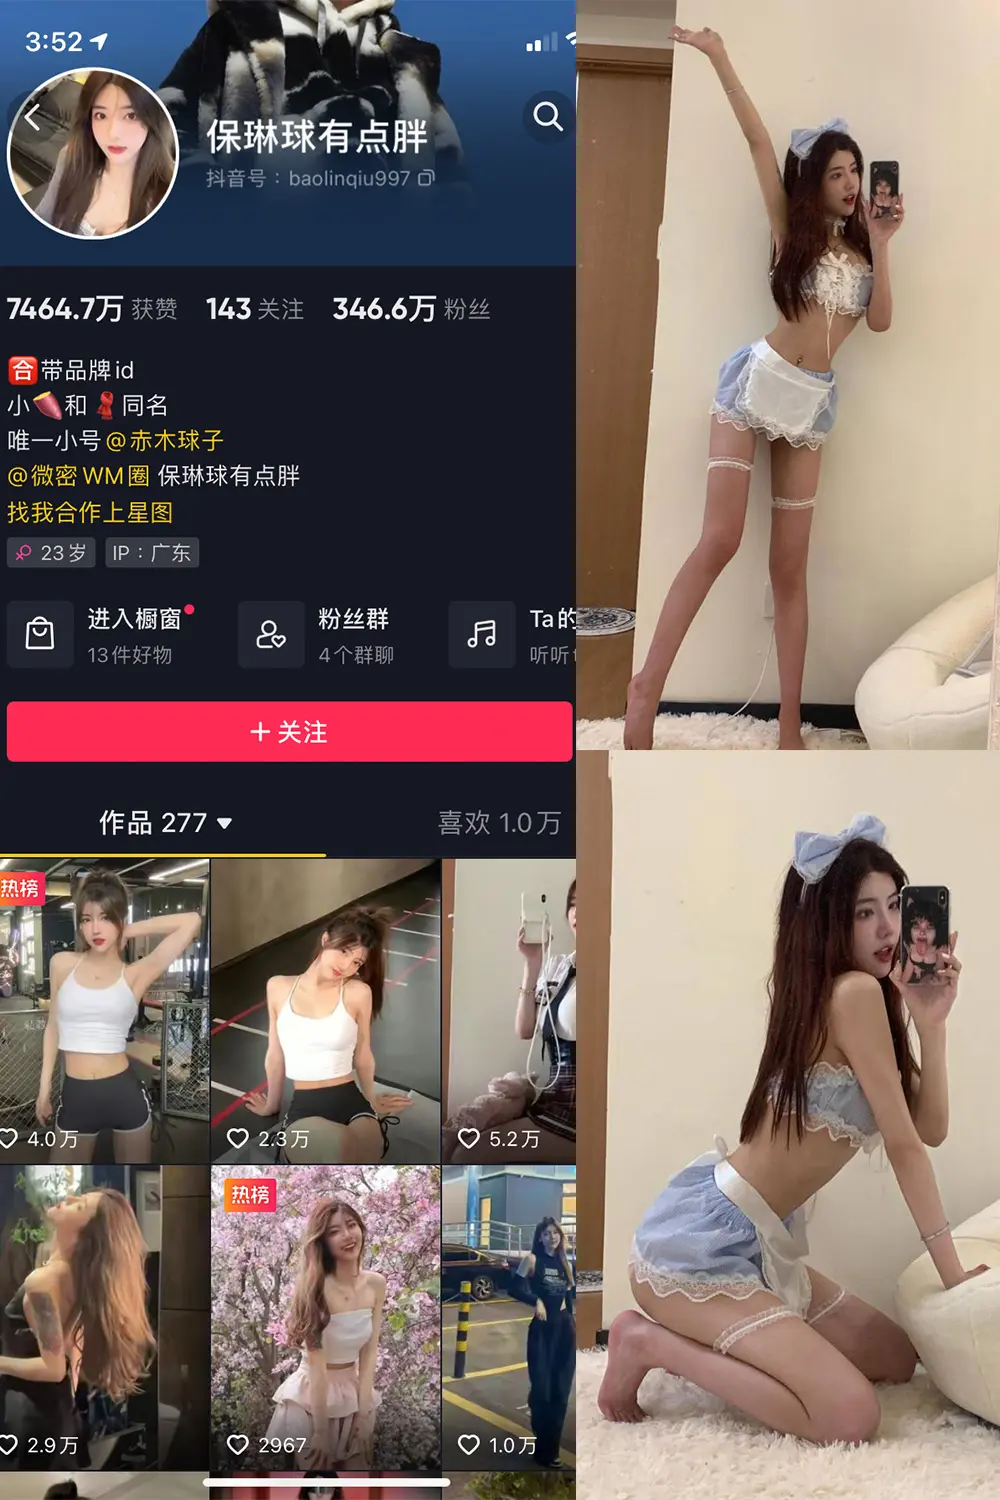 3:52
保琳球有点胖
抖音号：baolinqiu997
7464.7万 获赞 143 关注 346.6万 粉丝
合 带品牌id
小🍠和🧣同名
唯一小号@赤木球子
@微密WM圈 保琳球有点胖
找我合作上星图
23岁 IP：广东
进入橱窗
13件好物
粉丝群
4个群聊
Ta的
听听
+关注
作品 277 喜欢 1.0万
热榜
4.0万 2.3万 5.2万
热榜
2.9万 2967 1.0万